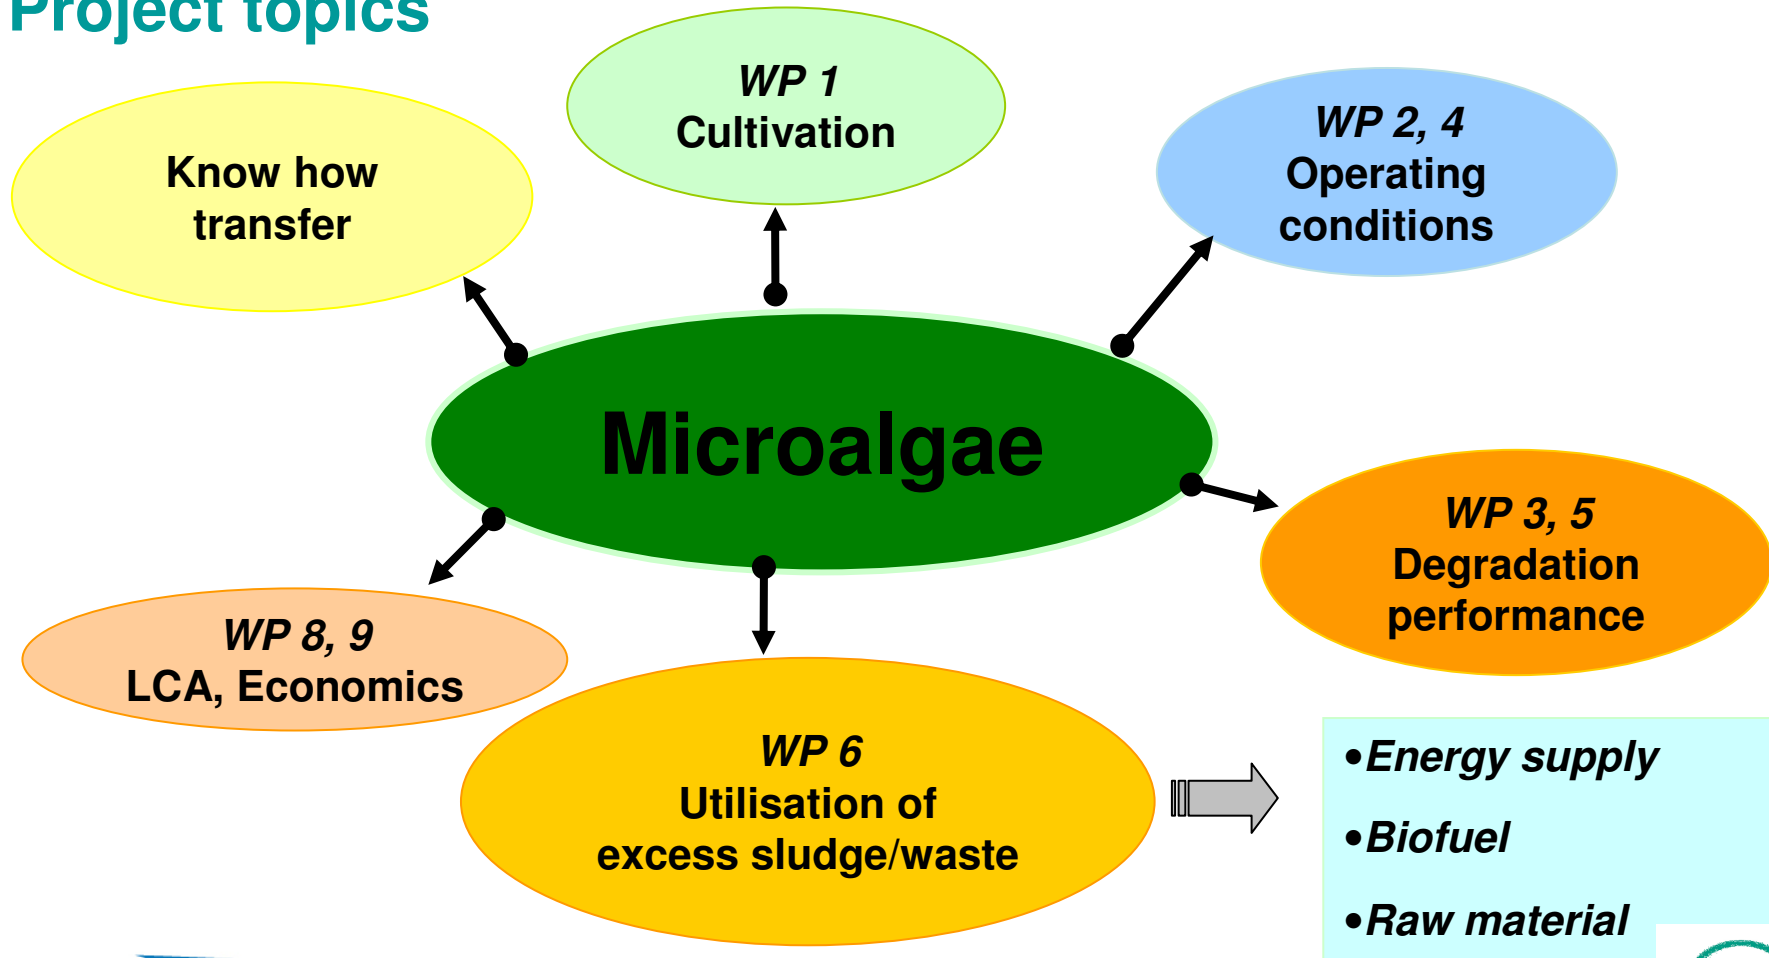 Project topics
WP 1
Cultivation
WP 2, 4
Operating
conditions
Know how
transfer
Microalgae
WP 3, 5
Degradation
performance
WP 8, 9
LCA, Economics
WP 6
Utilisation of
excess sludge/waste
•Energy supply
•Biofuel
•Raw material